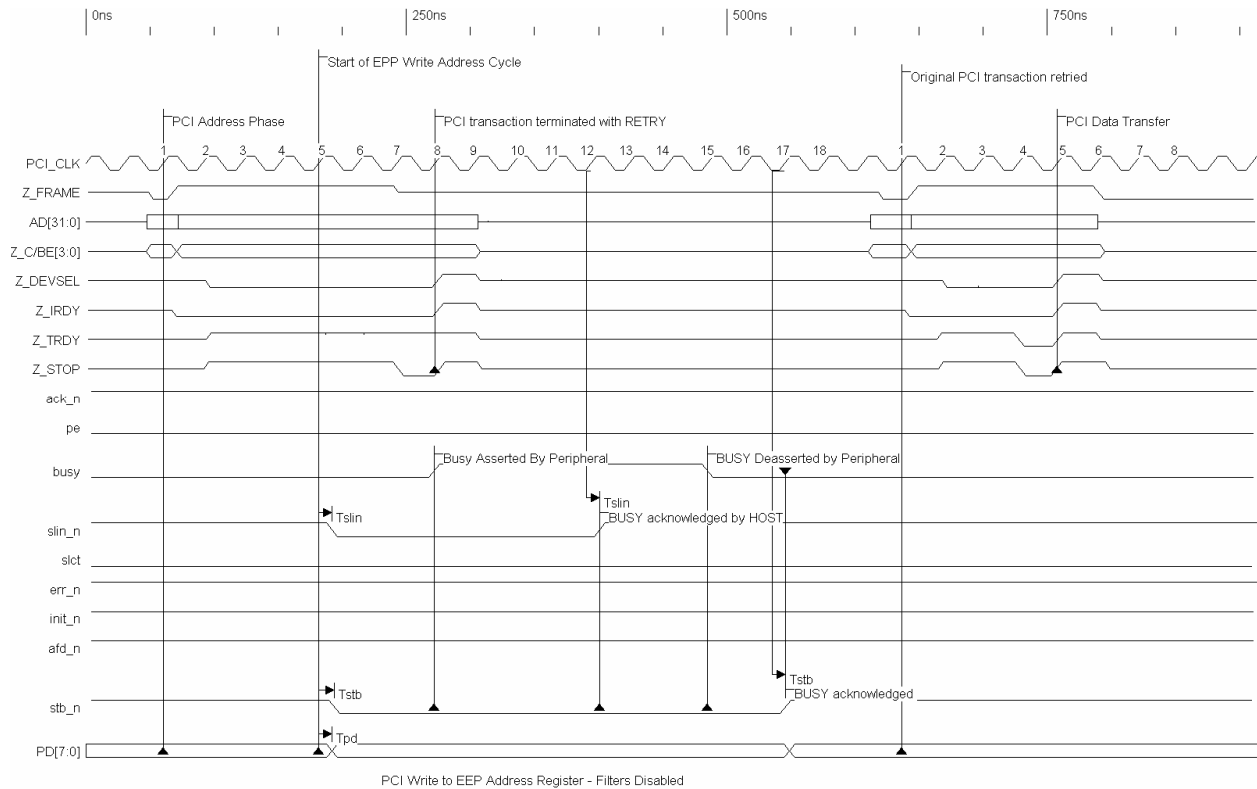 0ns 250ns 500ns 750ns
Start of EPP Write Address Cycle
Original PCI transaction retried
PCI Address Phase PCI transaction terminated with RETRY PCI Data Transfer
PCI_CLK 1 2 3 4 5 6 7 8 9 10 11 12 13 14 15 16 17 18 1 2 3 4 5 6 7 8
Z_FRAME
AD[31:0]
Z_C/BE[3:0]
Z_DEVSEL
Z_IRDY
Z_TRDY
Z_STOP
ack_n
pe
Busy Asserted By Peripheral BUSY Deasserted by Peripheral
busy
Tslin Tslin
BUSY acknowledged by HOST
slin_n
slct
err_n
init_n
afd_n
Tstb
Tstb BUSY acknowledged
stb_n
Tpd
PD[7:0]
PCI Write to EEP Address Register - Filters Disabled